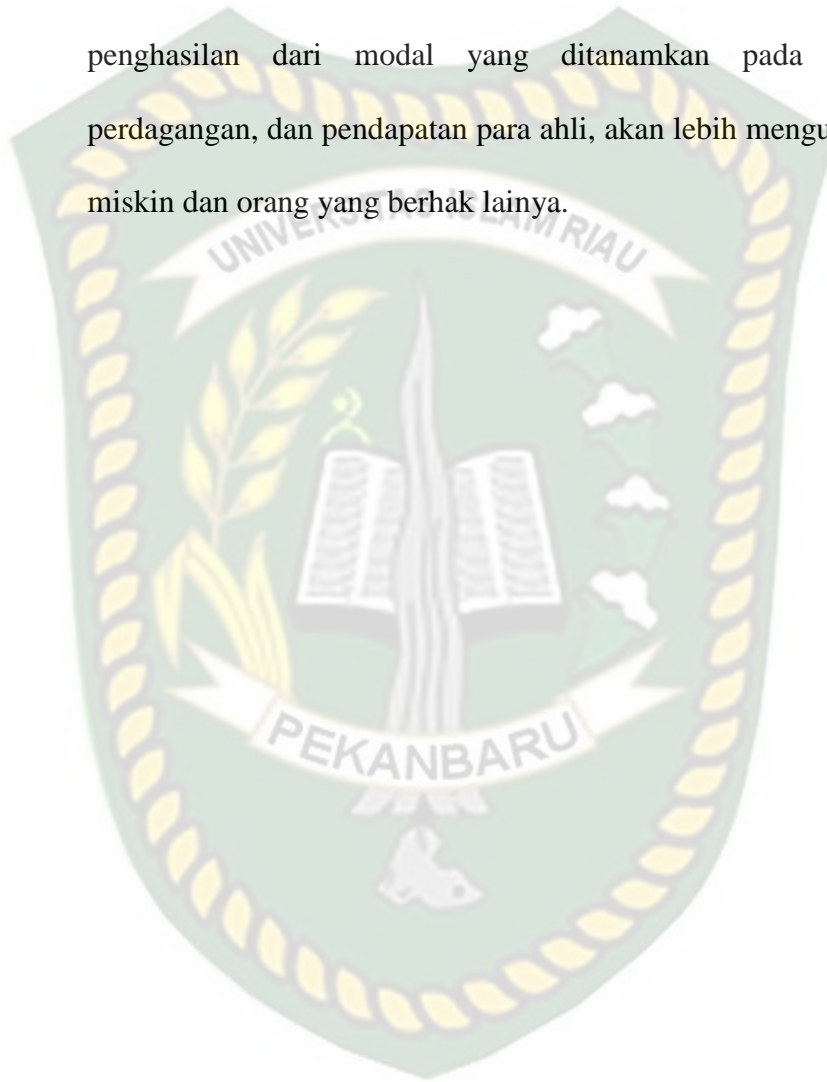 penghasilan dari modal yang ditanamkan pada
perdagangan, dan pendapatan para ahli, akan lebih mengu
miskin dan orang yang berhak lainya.
UNIVERSITAS ISLAM RIAU
PEKANBARU